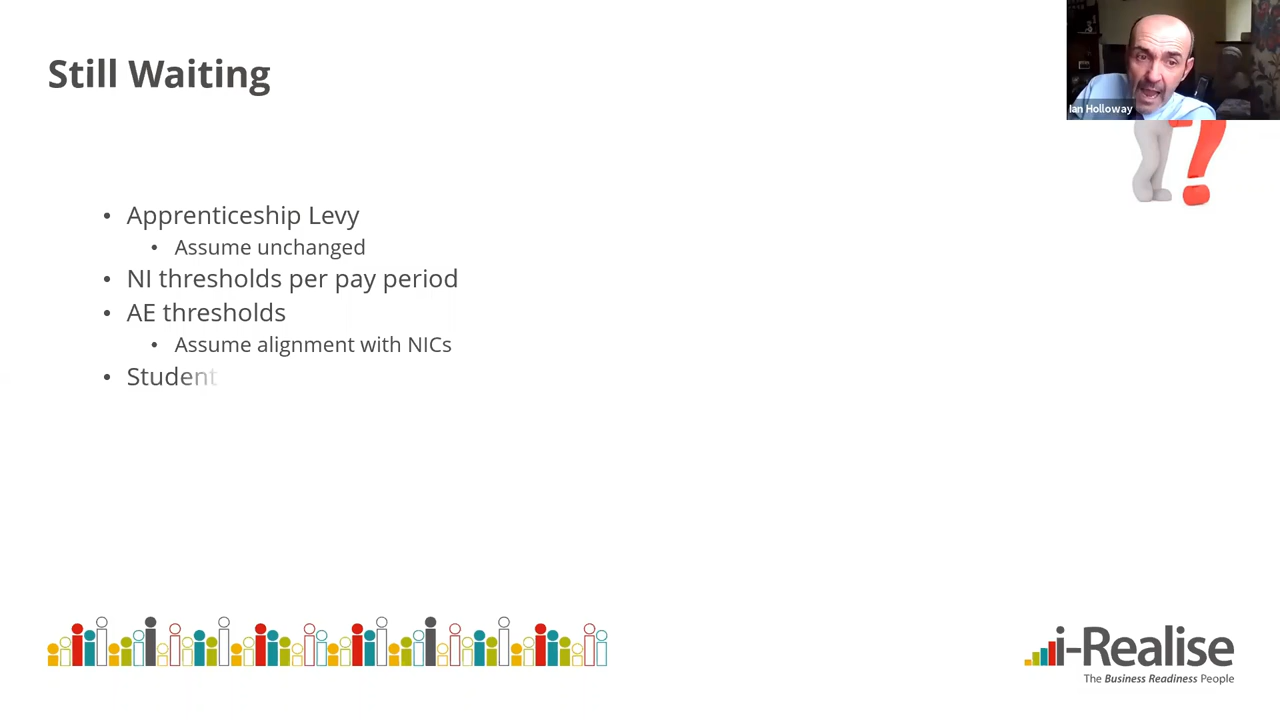 Still Waiting
Ian Holloway
• Apprenticeship Levy
• Assume unchanged
• NI thresholds per pay period
• AE thresholds
• Assume alignment with NICs
• Student
i-Realise
The Business Readiness People